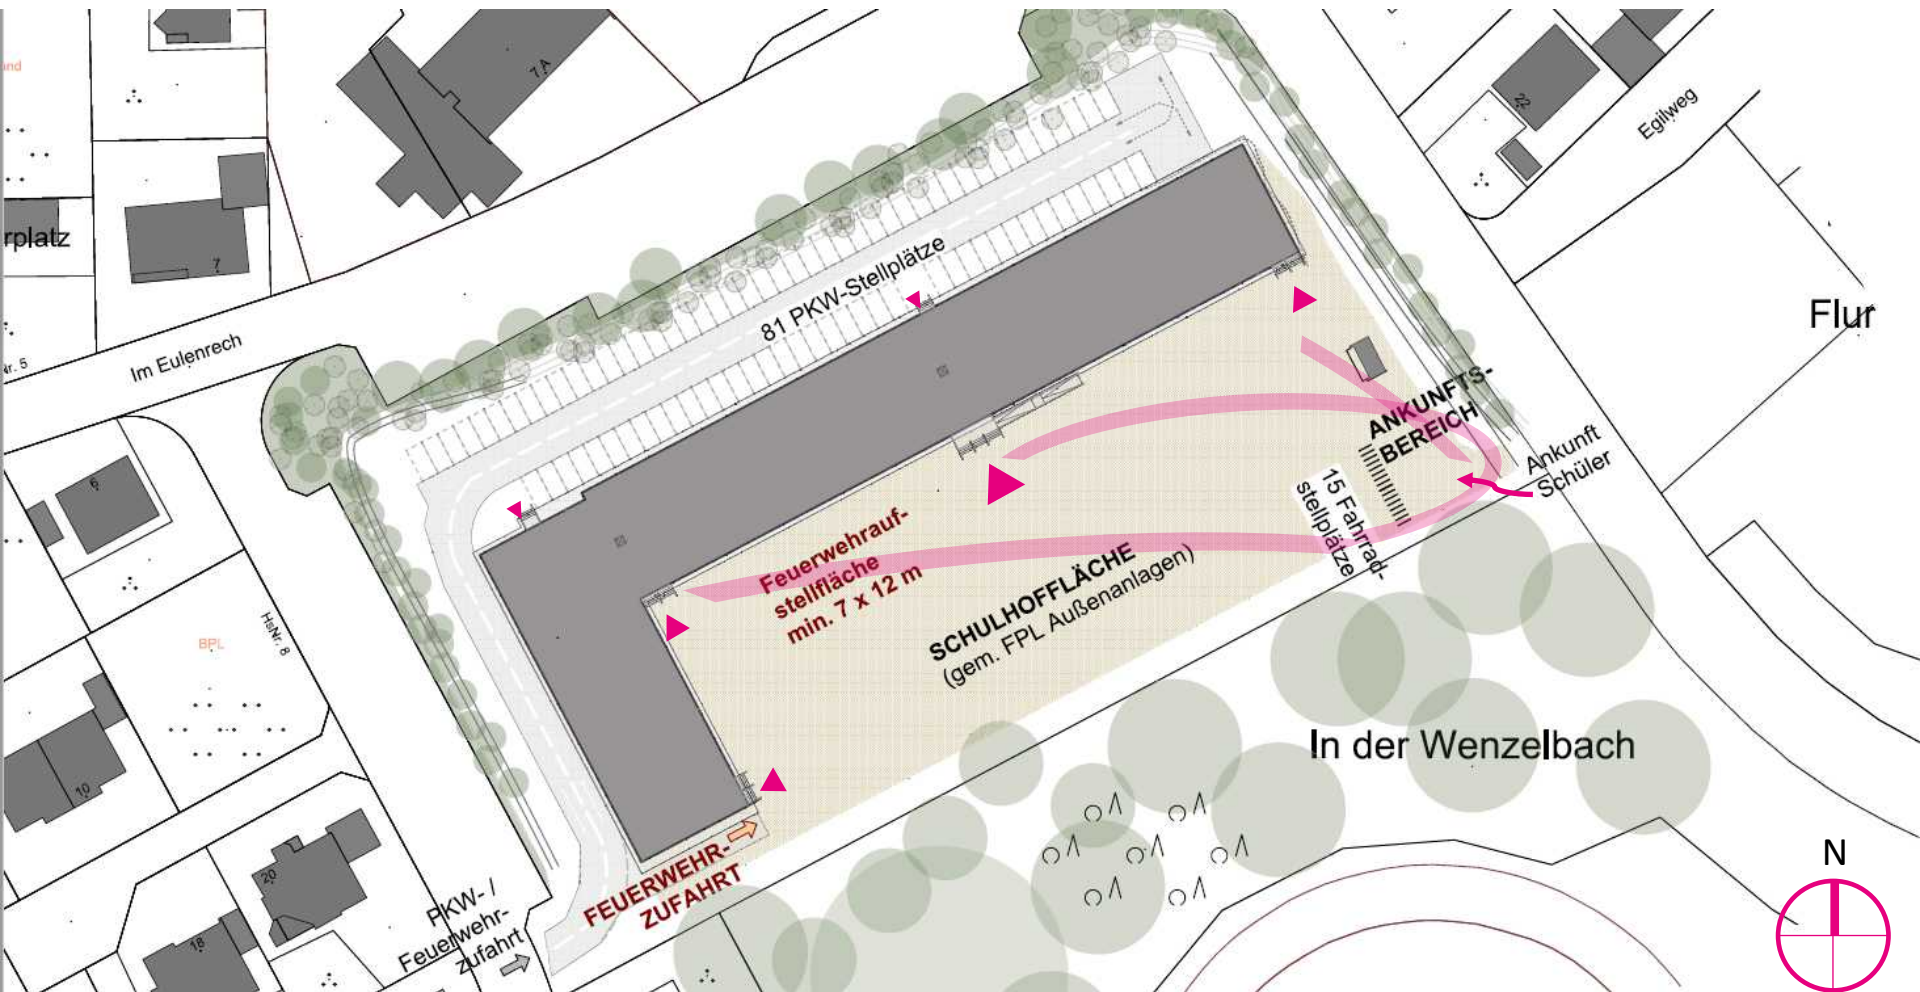 7 A
22
Egilweg
rplatz
7
81 PKW-Stellplätze
Flur
Im Eulenrech
Nr. 5
ANKUNFTS-
BEREICH
Ankunft
Schüler
6
15 Fahrrad-
stellplätze
Feuerwehrauf-
stellfläche
min. 7 x 12 m
SCHULHOFFLÄCHE
(gem. FPL Außenanlagen)
HsNr. 8
BPL
In der Wenzelbach
10
FEUERWEHR-
ZUFAHRT
20
PKW- /
Feuerwehr-
zufahrt
18
N